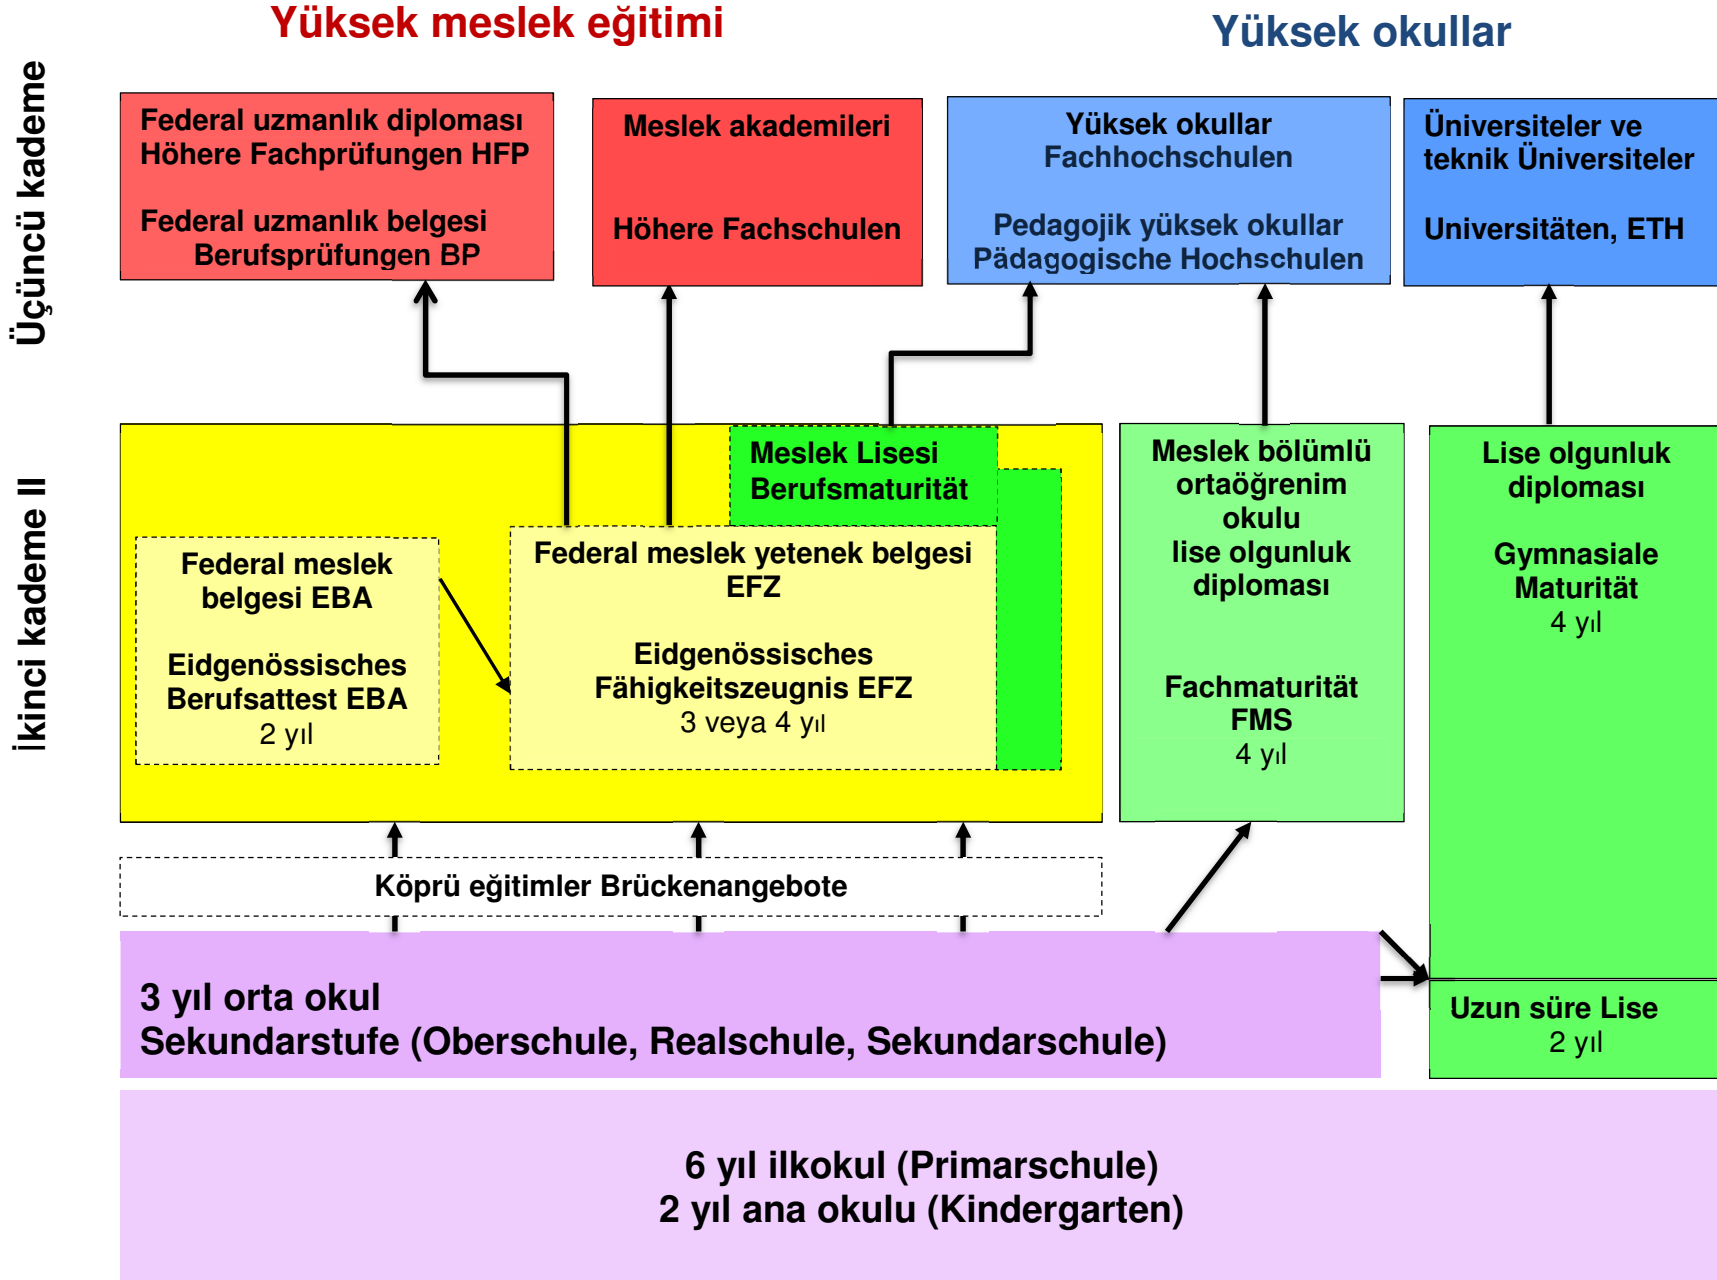 Yüksek meslek eğitimi
Yüksek okullar
Üçüncü kademe
Federal uzmanlık diploması
Höhere Fachprüfungen HFP
Federal uzmanlık belgesi
Berufsprüfungen BP
Meslek akademileri
Höhere Fachschulen
Yüksek okullar
Fachhochschulen
Pedagojik yüksek okullar
Pädagogische Hochschulen
Üniversiteler ve
teknik Üniversiteler
Universitäten, ETH
İkinci kademe II
Meslek Lisesi
Berufsmaturität
Federal meslek
belgesi EBA
Eidgenössisches
Berufsattest EBA
2 yıl
Federal meslek yetenek belgesi
EFZ
Eidgenössisches
Fähigkeitszeugnis EFZ
3 veya 4 yıl
Meslek bölümlü
ortaöğrenim
okulu
lise olgunluk
diploması
Fachmaturität
FMS
4 yıl
Lise olgunluk
diploması
Gymnasiale
Maturität
4 yıl
Köprü eğitimler Brückenangebote
3 yıl orta okul
Sekundarstufe (Oberschule, Realschule, Sekundarschule)
Uzun süre Lise
2 yıl
6 yıl ilkokul (Primarschule)
2 yıl ana okulu (Kindergarten)